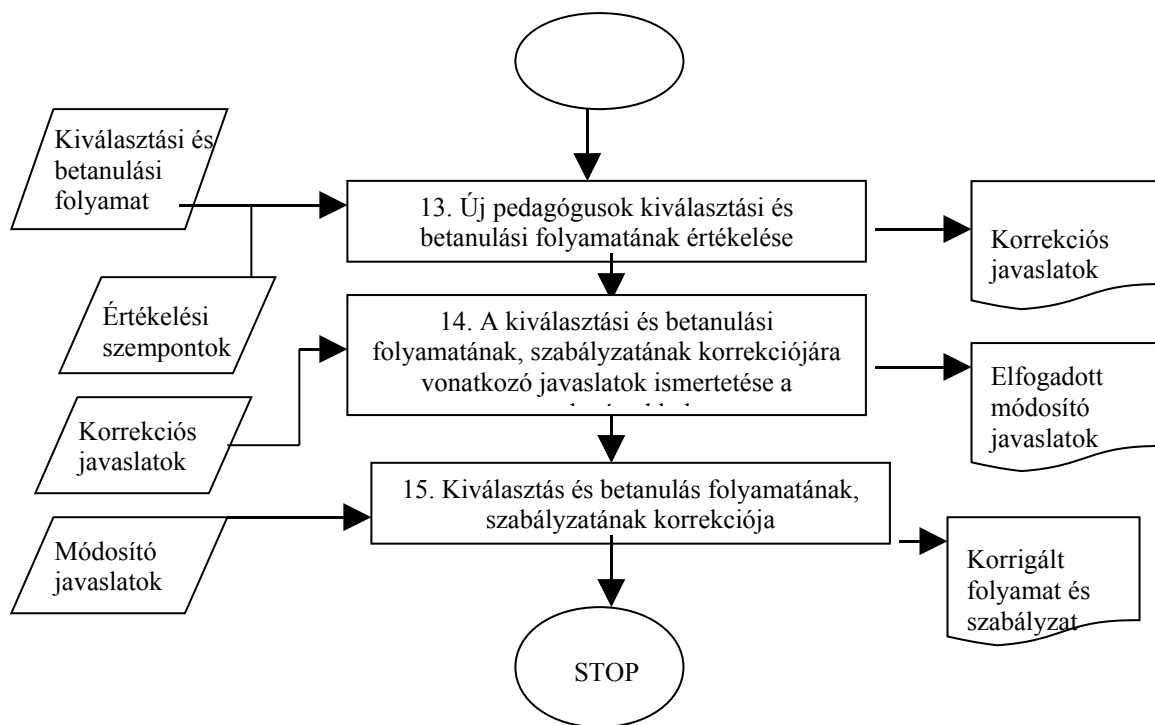 Kiválasztási és
betanulási
folyamat
13. Új pedagógusok kiválasztási és
betanulási folyamatának értékelése
Korrekciós
javaslatok
Értékelési
szempontok
14. A kiválasztási és betanulási
folyamatának, szabályzatának korrekciójára
vonatkozó javaslatok ismertetése a
Elfogadott
módosító
javaslatok
Korrekciós
javaslatok
15. Kiválasztás és betanulás folyamatának,
szabályzatának korrekciója
Módosító
javaslatok
Korrigált
folyamat és
szabályzat
STOP